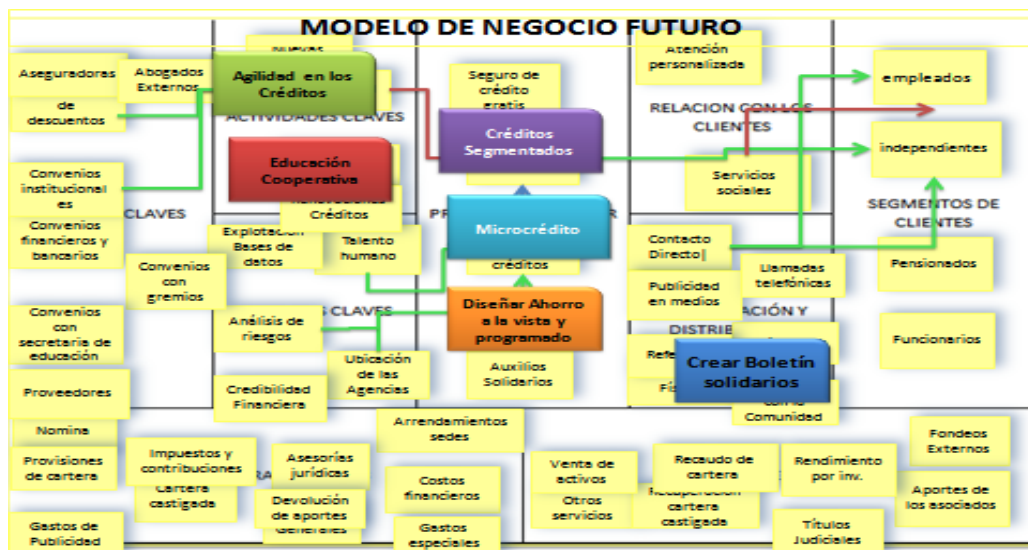 MODELO DE NEGOCIO FUTURO
Aseguradoras
de
descuentos
Abogados
Externos
Convenios
institucional
es
CLAVES
Convenios
financieros y
bancarios
Convenios
con
gremios
Convenios
con
secretaria de
educación
Proveedores
Agilidad en los
Créditos
ACTIVIDADES CLAVES
Educación
Cooperativa
Créditos
Explotación
Bases de
datos
Talento
humano
CLAVES
Análisis de
riesgos
Ubicación
de las
Agencias
Credibilidad
Financiera
Seguro de
crédito
gratis
Créditos
Segmentados
Microcrédito
créditos
Diseñar Ahorro
a la vista y
programado
Auxilios
Solidarios
Atención
personalizada
RELACION CON LOS
CLIENTES
Servicios
sociales
Contacto
Directo|
Llamadas
telefónicas
Publicidad
en medios
Crear Boletín
solidarios
Comunidad
empleados
independientes
SEGMENTOS DE
CLIENTES
Pensionados
Funcionarios
Nomina
Provisiones
de cartera
Gastos de
Publicidad
Impuestos y
contribuciones
Cartera
castigada
Asesorías
jurídicas
Devolución
de aportes
Generales
Arrendamientos
sedes
Costos
financieros
Gastos
especiales
Venta de
activos
Otros
servicios
Recaudo de
cartera
Recuperación
cartera
castigada
Rendimiento
por inv.
Títulos
Judiciales
Fondeos
Externos
Aportes de
los asociados